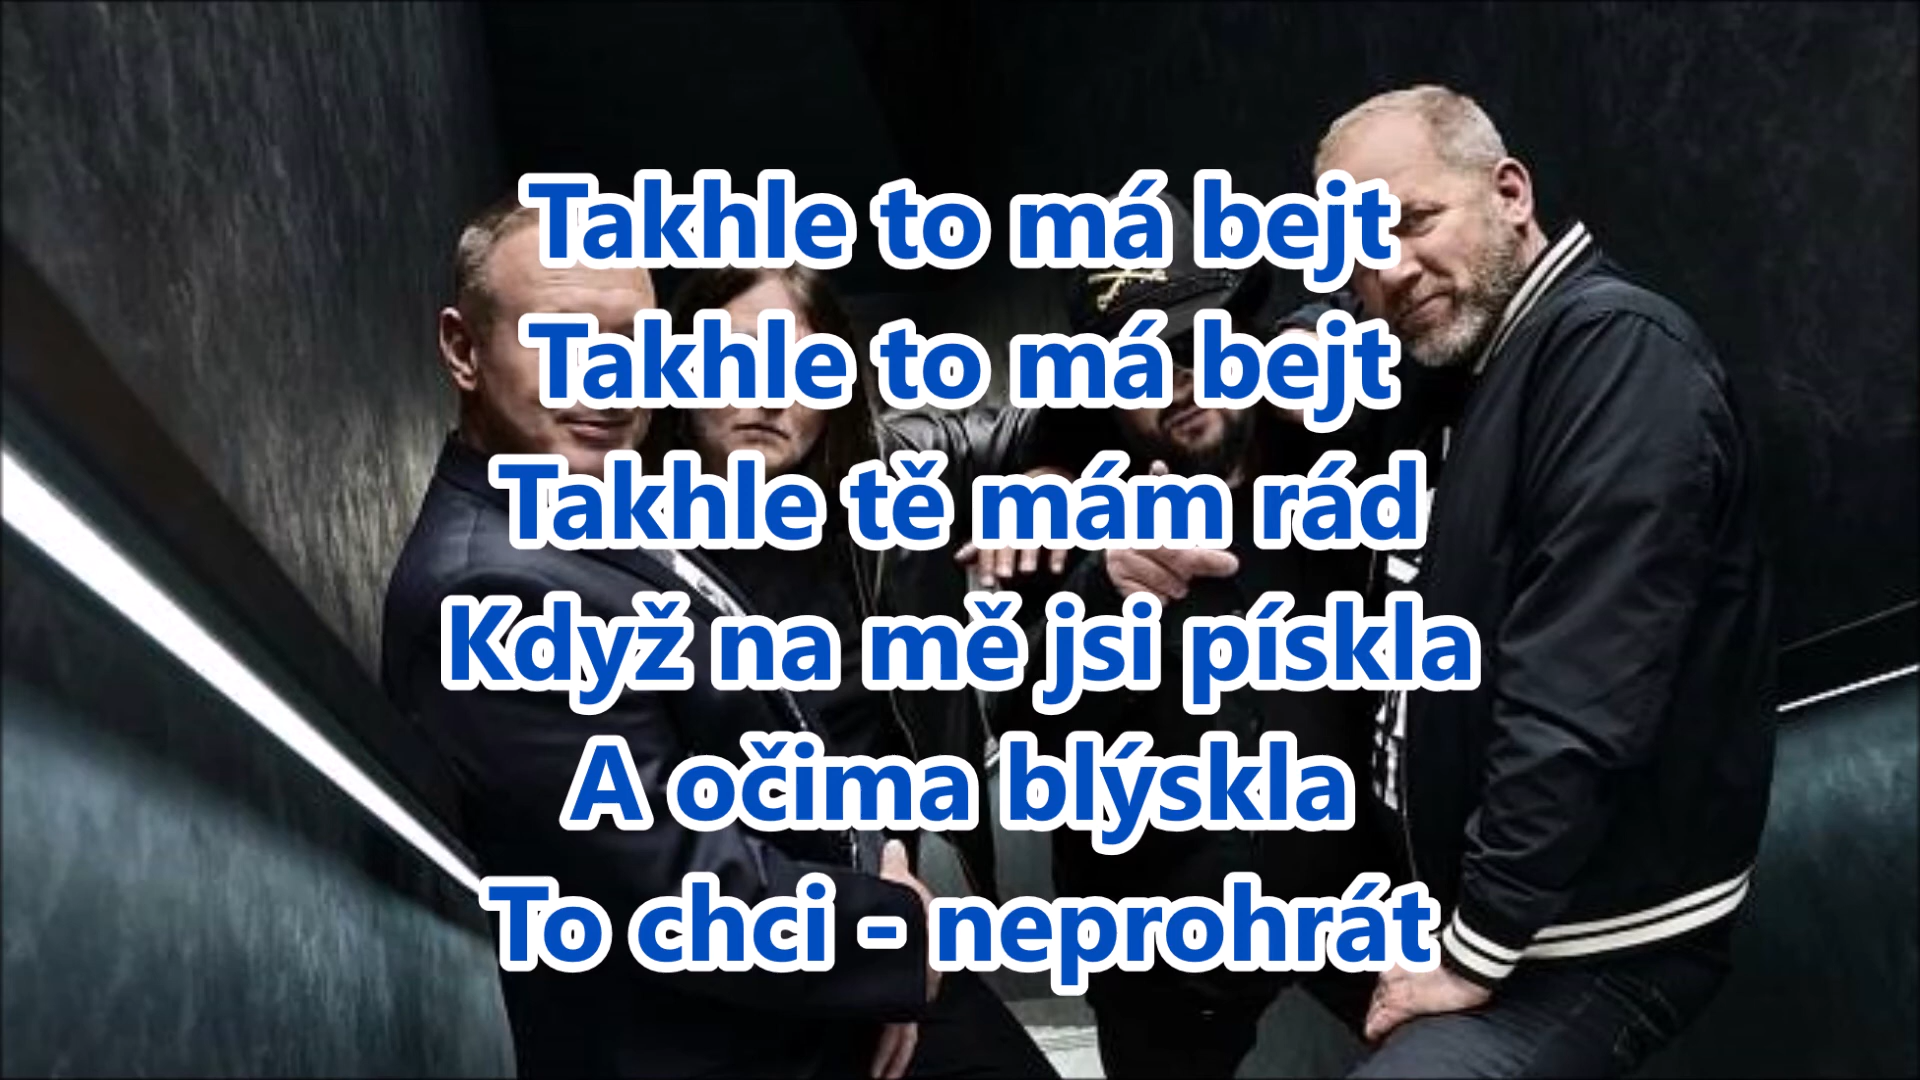 Takhle to má bejt
Takhle to má bejt
Takhle tě mám rád
Když na mě jsi pískla
A očima blýskla
To chci - neprohrát